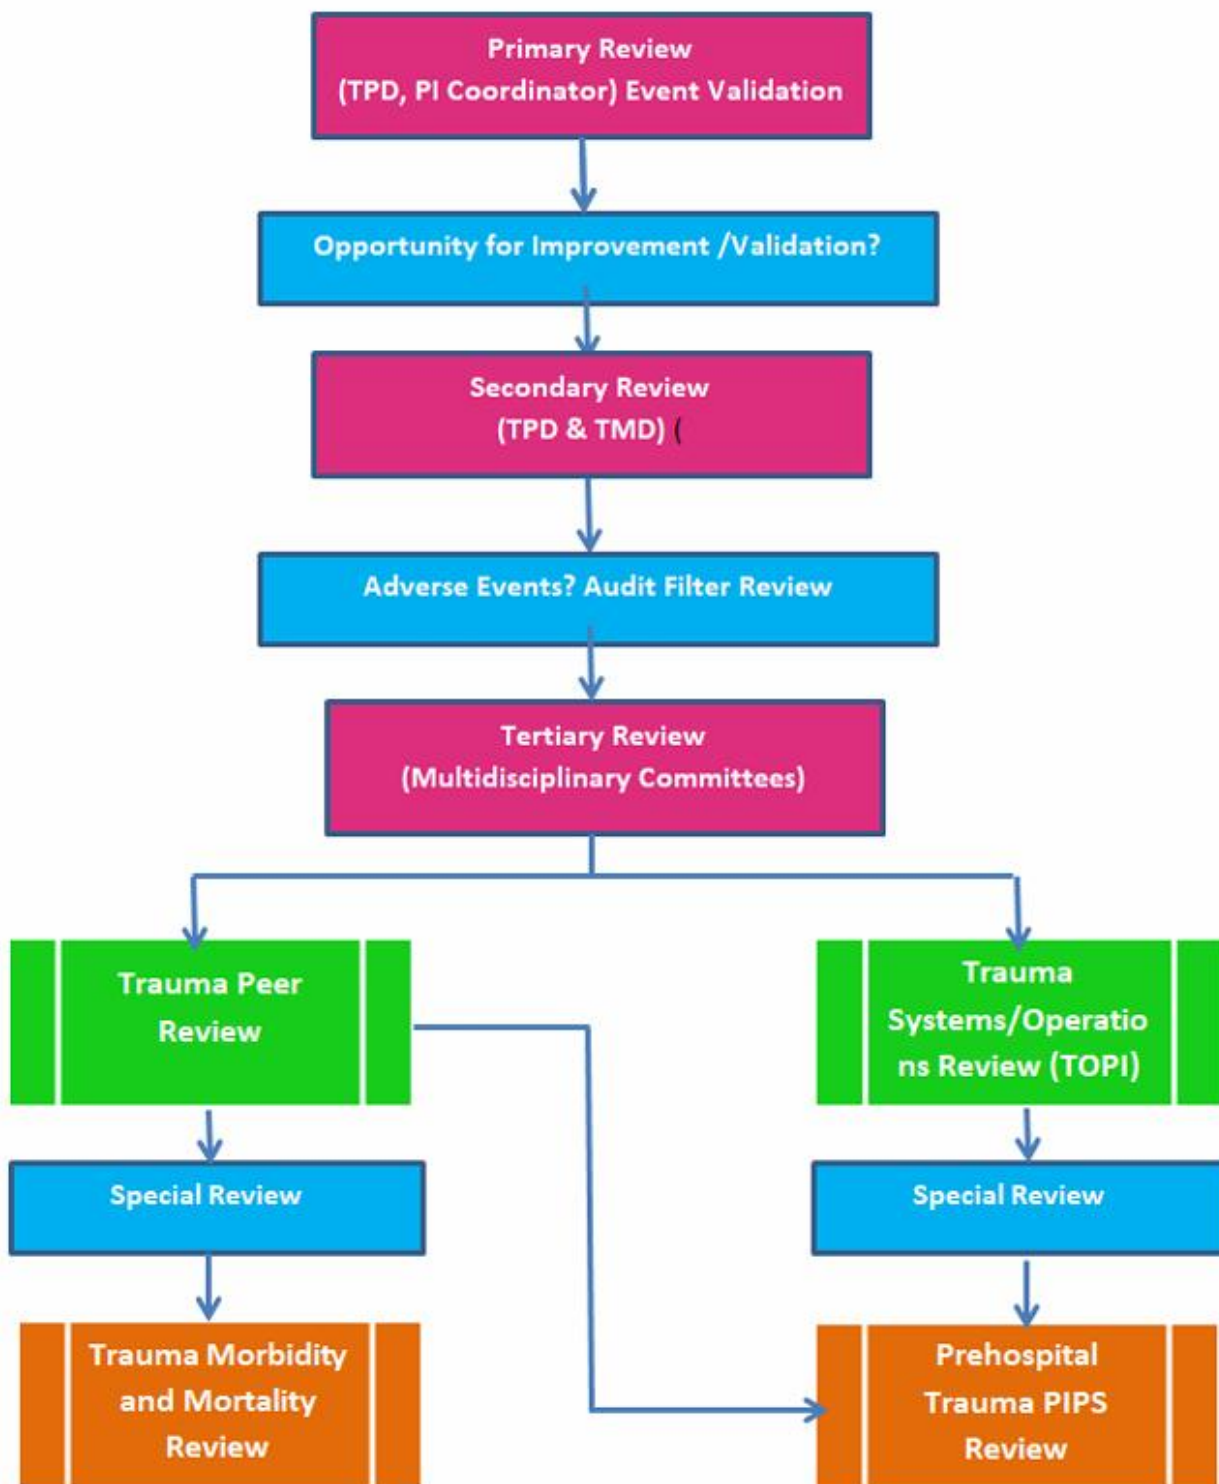 Primary Review
(TPD, PI Coordinator) Event Validation
Opportunity for Improvement /Validation?
Secondary Review
(TPD & TMD) (
Adverse Events? Audit Filter Review
Tertiary Review
(Multidisciplinary Committees)
Trauma Peer
Review
Trauma
Systems/Operatio
ns Review (TOPI)
Special Review
Special Review
Trauma Morbidity
and Mortality
Review
Prehospital
Trauma PIPS
Review